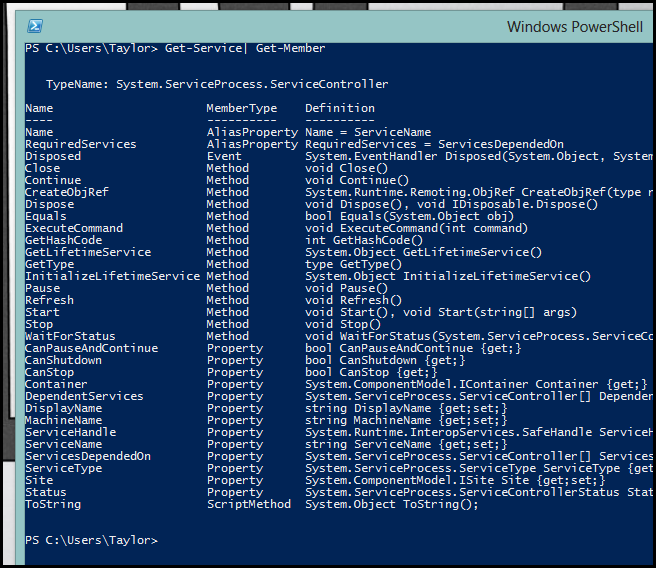 Windows PowerShell
PS C:\Users\Taylor> Get-Service| Get-Member
TypeName: System.ServiceProcess.ServiceController
Name MemberType Definition
---- ---------- ----------
Name AliasProperty Name = ServiceName
RequiredServices AliasProperty RequiredServices = ServicesDependedOn
Disposed Event System.EventHandler Disposed(System.Object, System
Close Method void Close()
Continue Method void Continue()
CreateObjRef Method System.Runtime.Remoting.ObjRef CreateObjRef(type r
Dispose Method void Dispose(), void IDisposable.Dispose()
Equals Method bool Equals(System.Object obj)
ExecuteCommand Method void ExecuteCommand(int command)
GetHashCode Method int GetHashCode()
GetLifetimeService Method System.Object GetLifetimeService()
GetType Method type GetType()
InitializeLifetimeService Method System.Object InitializeLifetimeService()
Pause Method void Pause()
Refresh Method void Refresh()
Start Method void Start(), void Start(string[] args)
Stop Method void Stop()
WaitForStatus Method void WaitForStatus(System.ServiceProcess.ServiceCo
CanPauseAndContinue Property bool CanPauseAndContinue {get;}
CanShutdown Property bool CanShutdown {get;}
CanStop Property bool CanStop {get;}
Container Property System.ComponentModel.IContainer Container {get;}
DependentServices Property System.ServiceProcess.ServiceController[] Dependen
DisplayName Property string DisplayName {get;set;}
MachineName Property string MachineName {get;set;}
ServiceHandle Property System.Runtime.InteropServices.SafeHandle ServiceH
ServiceName Property string ServiceName {get;set;}
ServicesDependedOn Property System.ServiceProcess.ServiceController[] Services
ServiceType Property System.ServiceProcess.ServiceType ServiceType {get
Site Property System.ComponentModel.ISite Site {get;set;}
Status Property System.ServiceProcess.ServiceControllerStatus Stat
ToString ScriptMethod System.Object ToString();
PS C:\Users\Taylor>